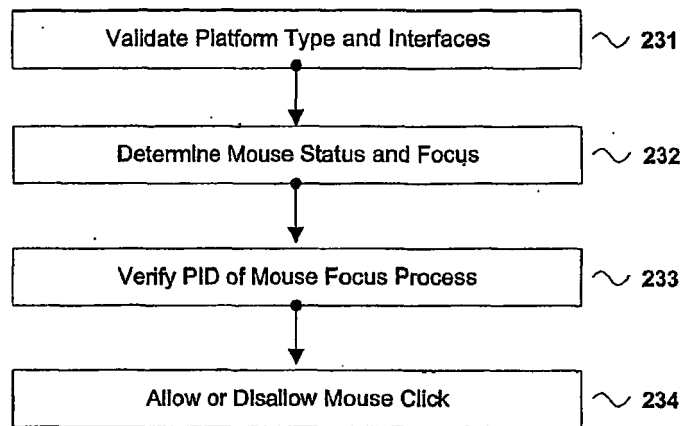 Validate Platform Type and Interfaces 231
Determine Mouse Status and Focus 232
Verify PID of Mouse Focus Process 233
Allow or Disallow Mouse Click 234